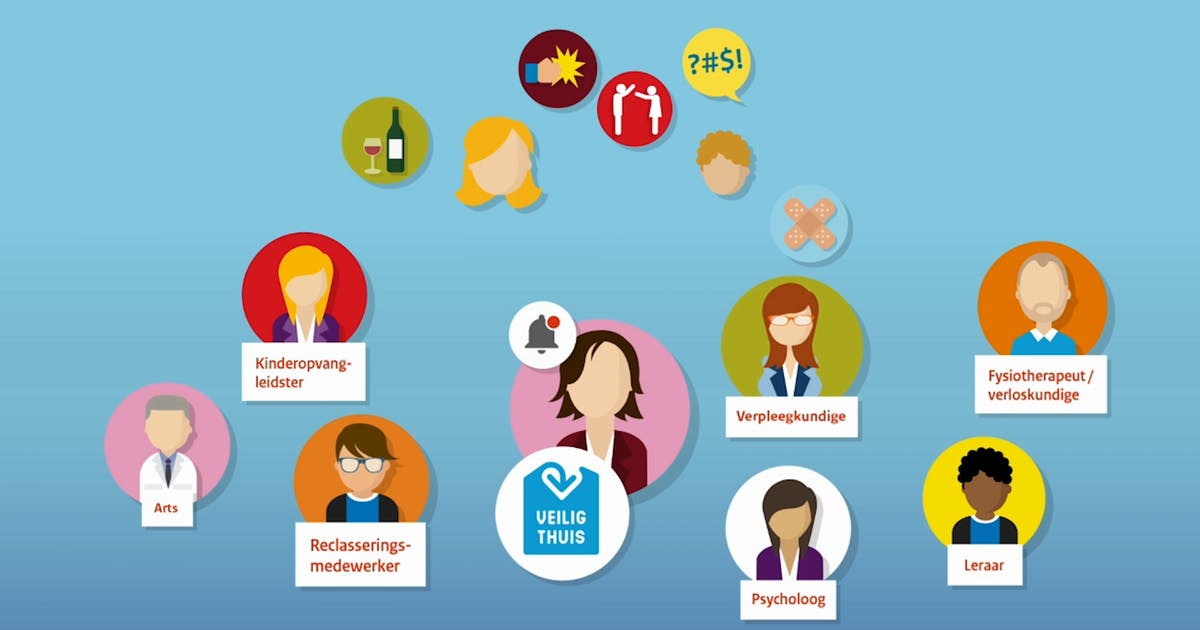 ?#$!
Kinderopvang-
leidster
Fysiotherapeut /
verloskundige
Verpleegkundige
Arts
Reclasserings-
medewerker
VEILIG
THUIS
Leraar
Psycholoog